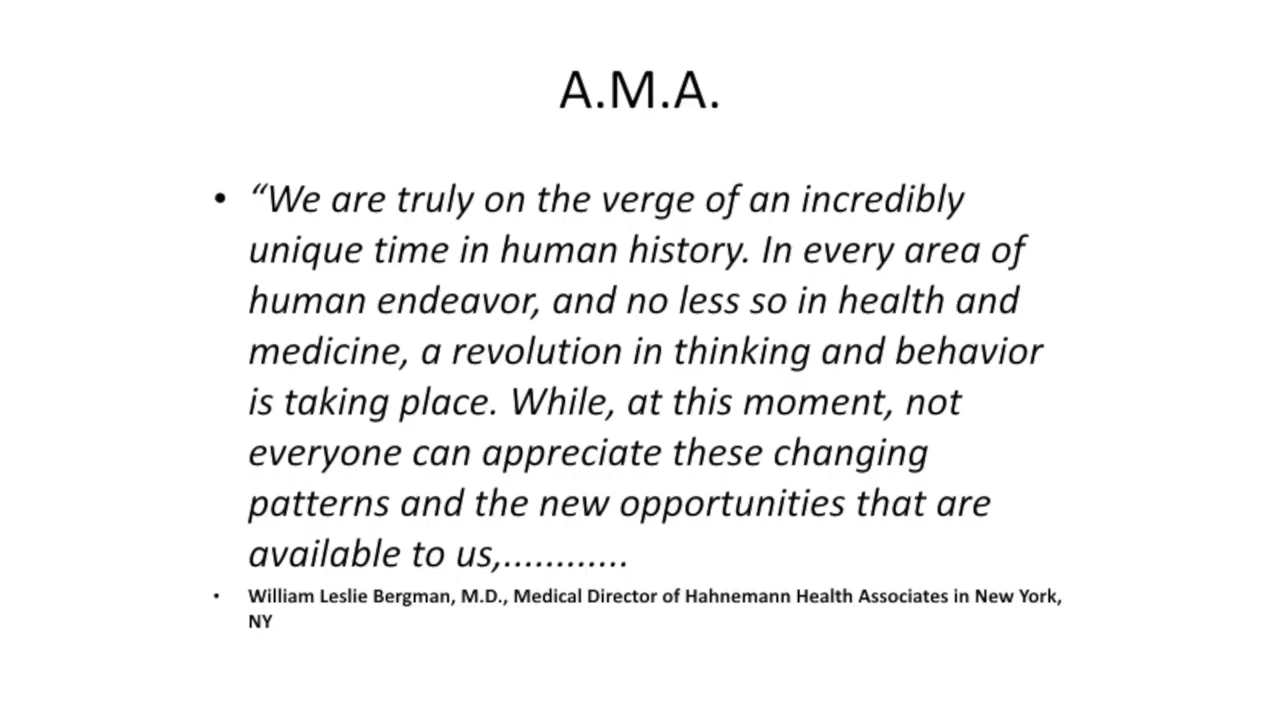 A.M.A.
• “We are truly on the verge of an incredibly
unique time in human history. In every area of
human endeavor, and no less so in health and
medicine, a revolution in thinking and behavior
is taking place. While, at this moment, not
everyone can appreciate these changing
patterns and the new opportunities that are
available to us,............
• William Leslie Bergman, M.D., Medical Director of Hahnemann Health Associates in New York,
NY